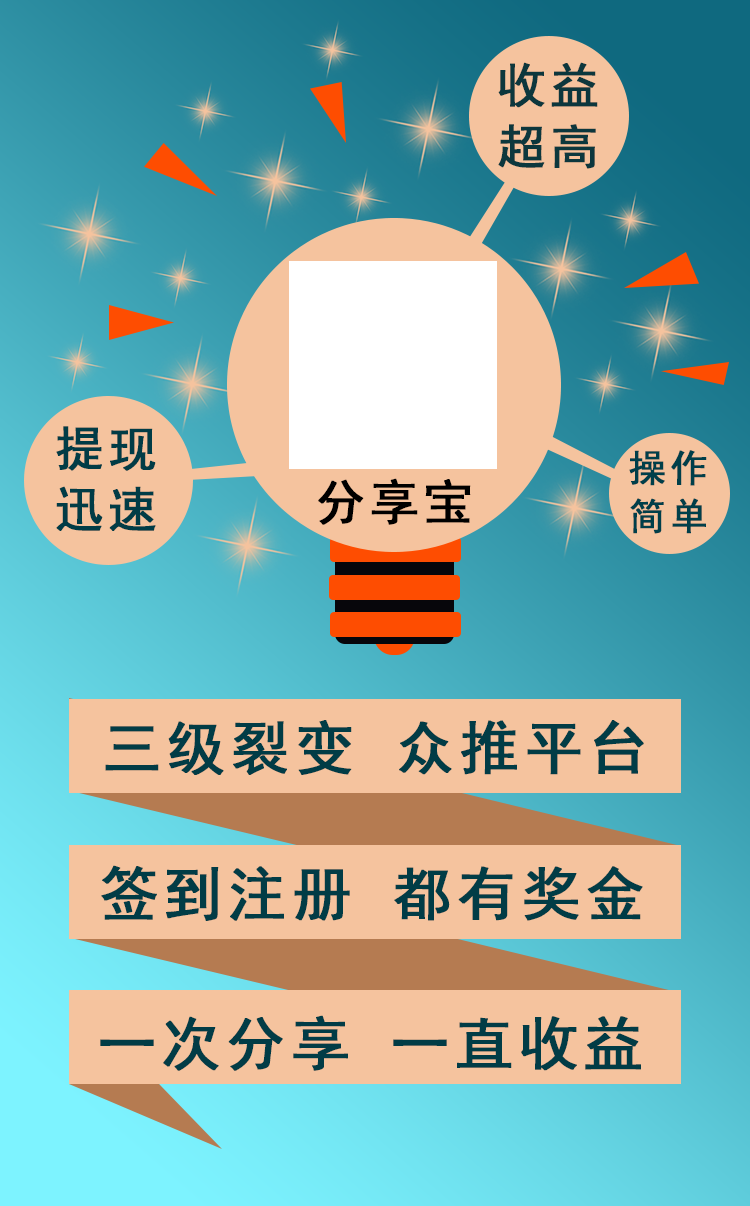 收益
超高
提现
迅速
分享宝
操作
简单
三级裂变 众推平台
签到注册 都有奖金
一次分享 一直收益